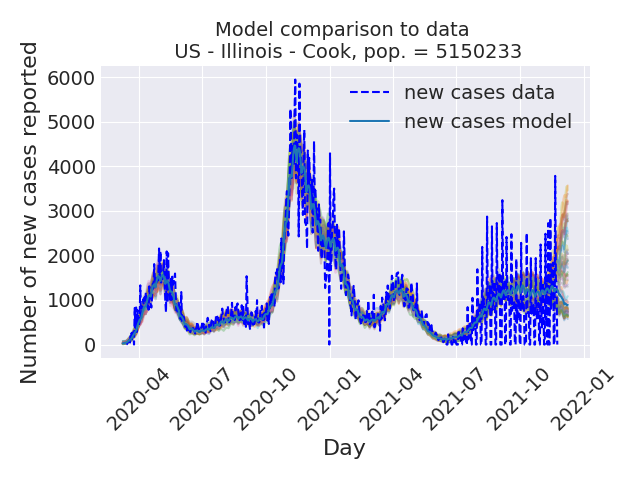 Model comparison to data
US - Illinois - Cook, pop. = 5150233
new cases data
new cases model
Number of new cases reported
6000
5000
4000
3000
2000
1000
0
2020-04
2020-07
2020-10
2021-01
2021-04
2021-07
2021-10
2022-01
Day